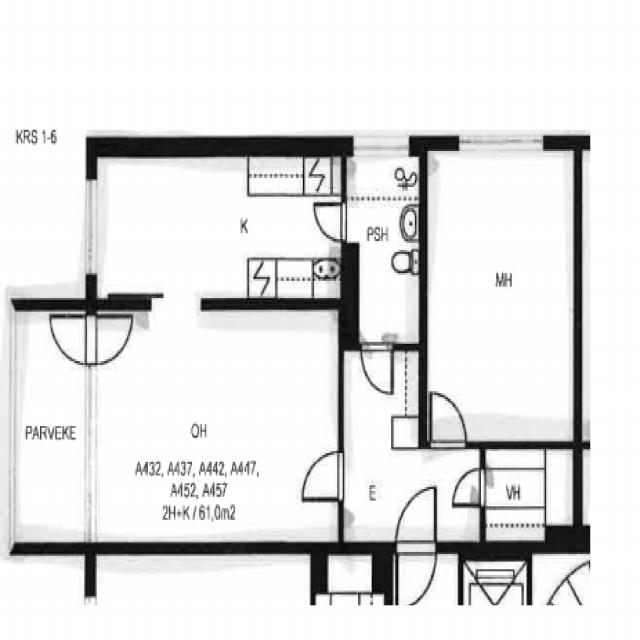 KRS 1-6
K
PSH
MH
PARVEKE
OH
A432, A437, A442, A447,
A452, A457
2H+K / 61,0m2
E
VH